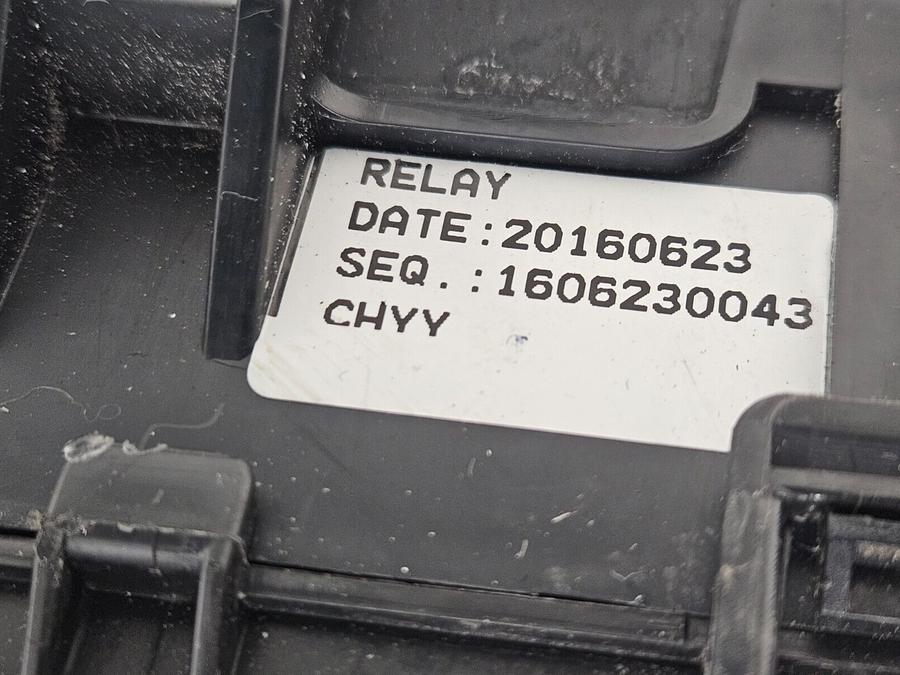 RELAY
DATE:20160623
SEQ.:1606230043
CHYY